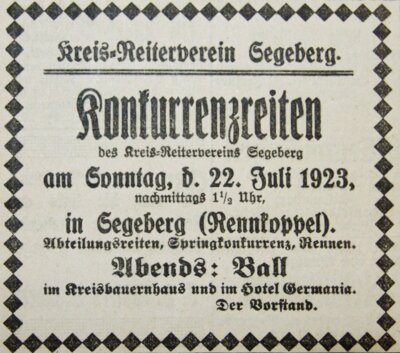 Kreis-Reiterverein Segeberg.
Konkurrenzreiten
des Kreis-Reitervereins Segeberg
am Sonntag, d. 22. Juli 1923,
nachmittags 1½ Uhr,
in Segeberg (Rennkoppel).
Abteilungsreiten, Springkonkurrenz, Rennen.
Abends: Ball
im Kreisbauernhaus und im Hotel Germania.
Der Vorstand.